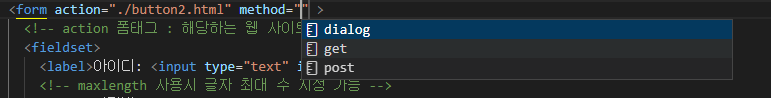 <form action="./button2.html" method="" >
<!-- action 폼태그 : 해당하는 웹 사이
dialog
<fieldset>
get
<label>아이디: <input type="text" i
post
<!-- maxlength 사용시 글자 최대 수 지정 가능 -->